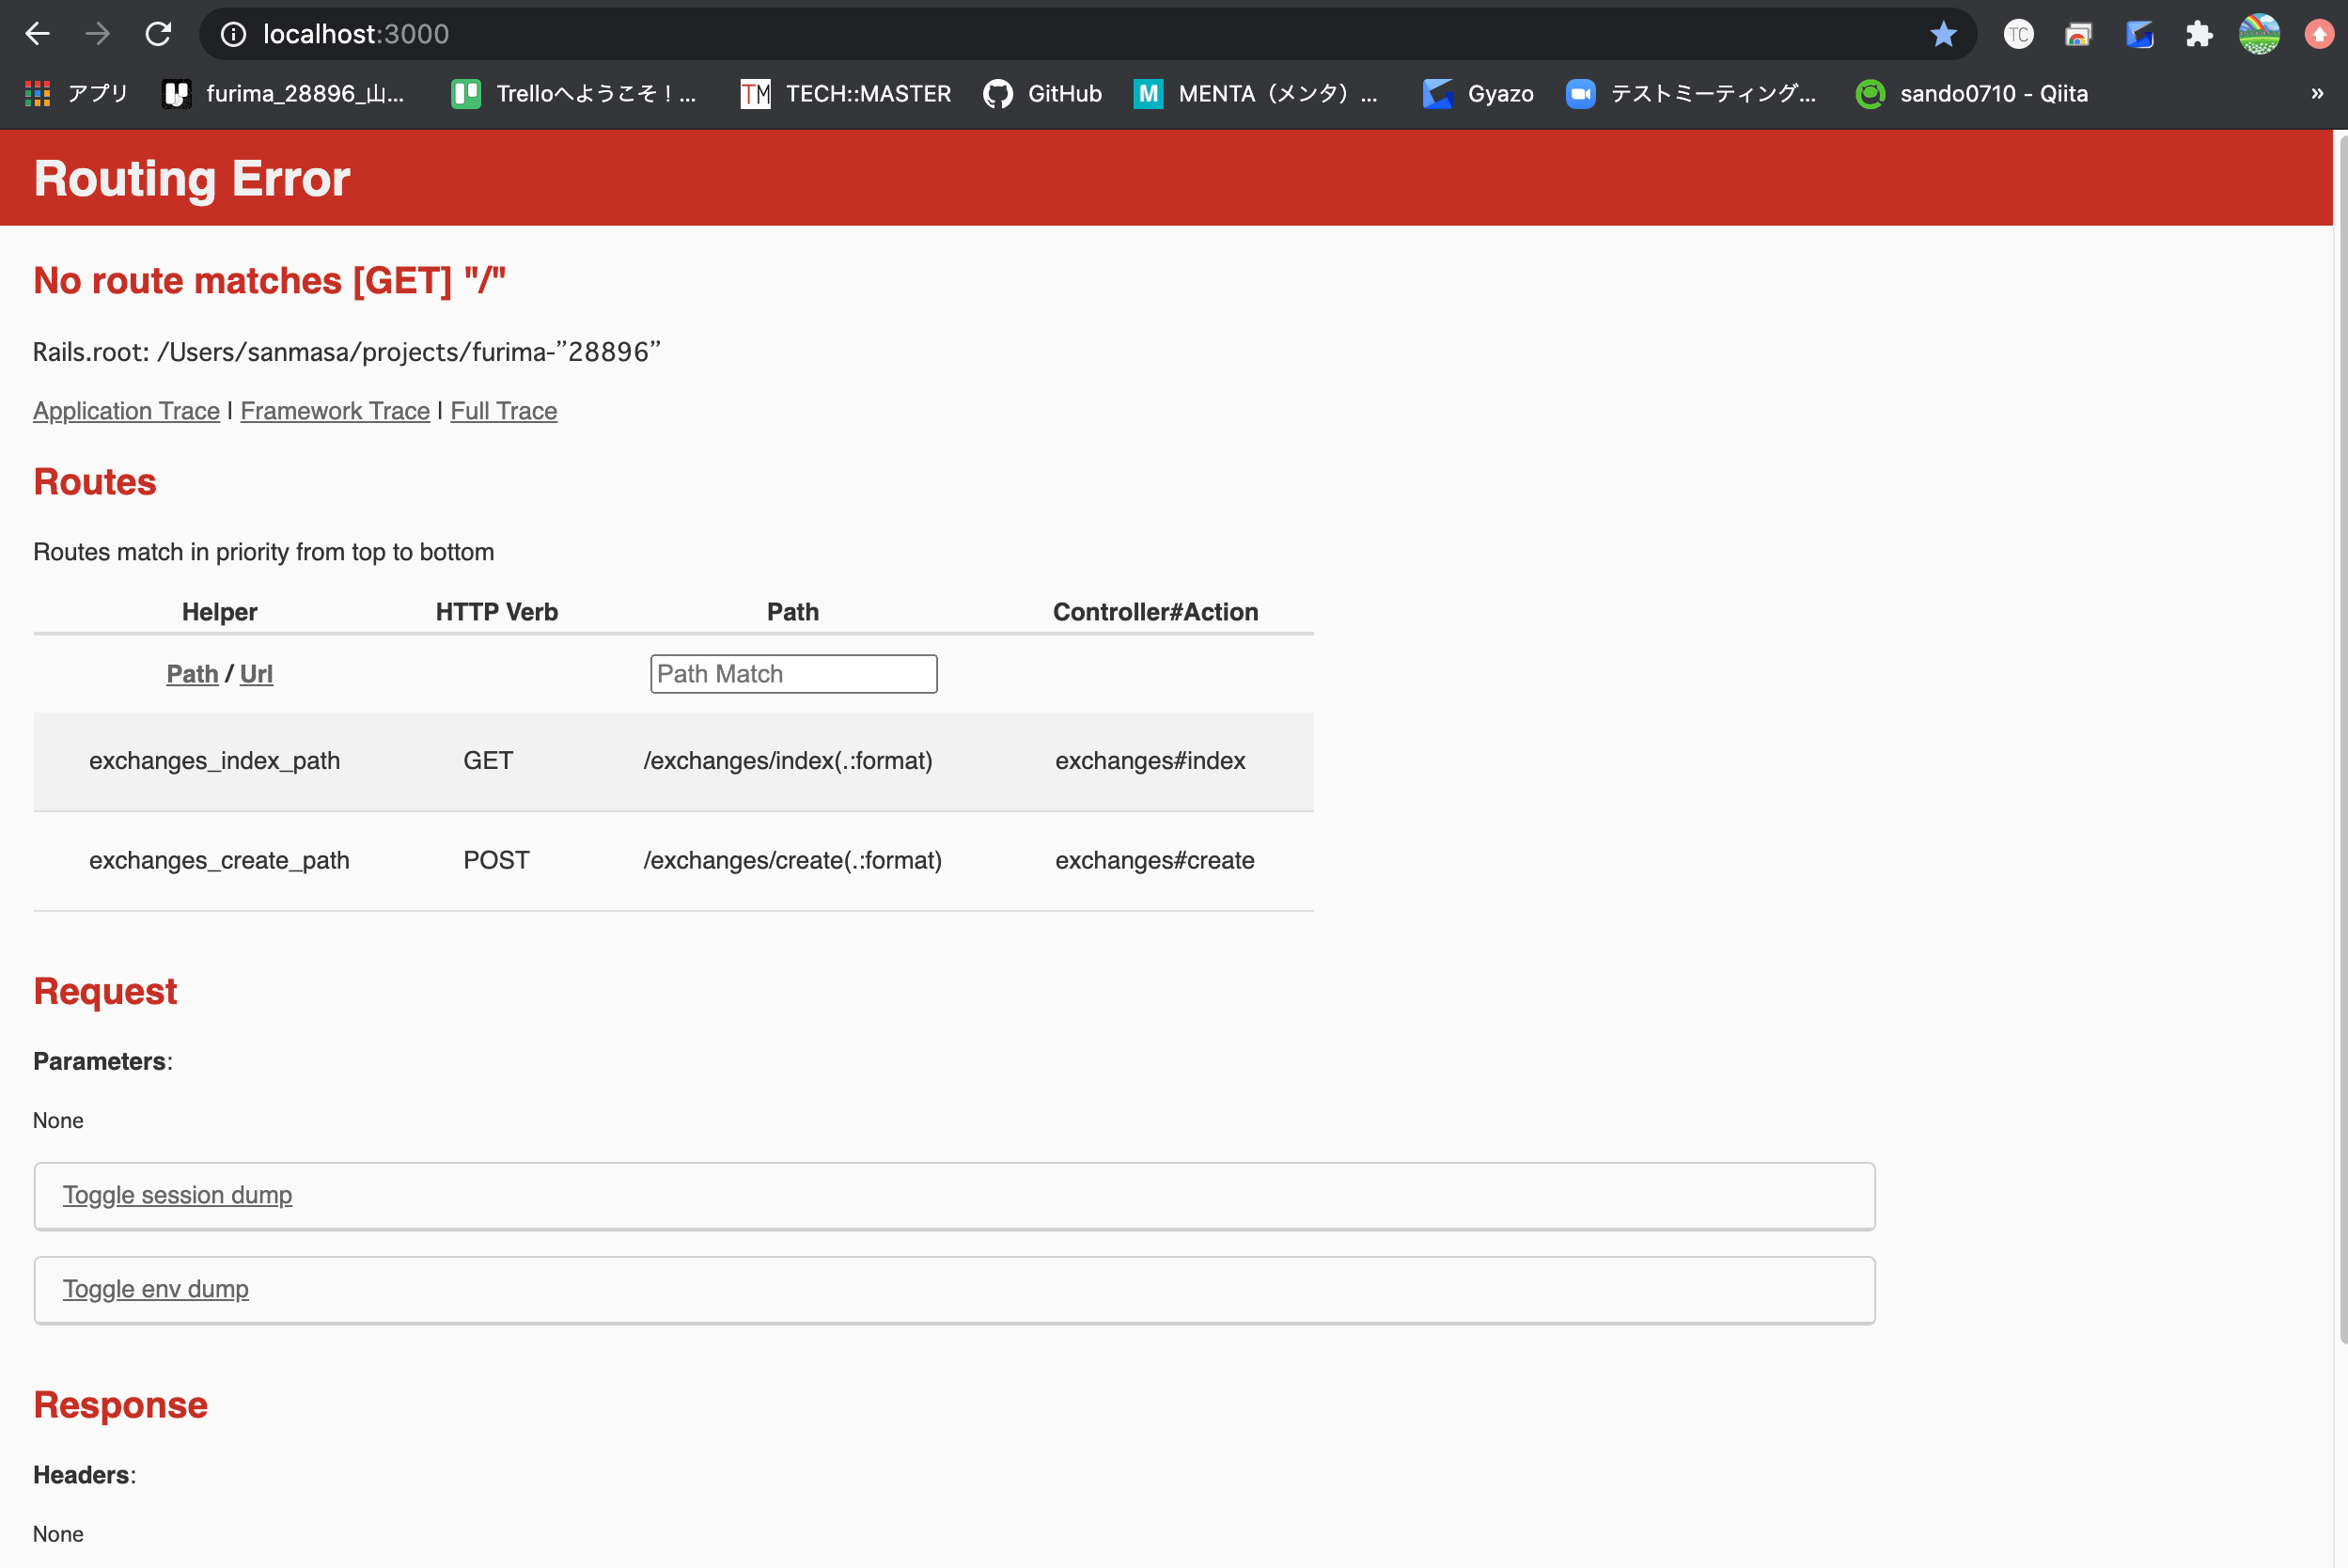 localhost:3000
TC
アプリ furima_28896_山... Trelloへようこそ！... TM TECH::MASTER GitHub M MENTA（メンタ）... Gyazo テストミーティング... sando0710 - Qiita »
Routing Error
No route matches [GET] "/"
Rails.root: /Users/sanmasa/projects/furima-”28896”
Application Trace | Framework Trace | Full Trace
Routes
Routes match in priority from top to bottom
Helper HTTP Verb Path Controller#Action
Path / Url Path Match
exchanges_index_path GET /exchanges/index(.:format) exchanges#index
exchanges_create_path POST /exchanges/create(.:format) exchanges#create
Request
Parameters:
None
Toggle session dump
Toggle env dump
Response
Headers:
None